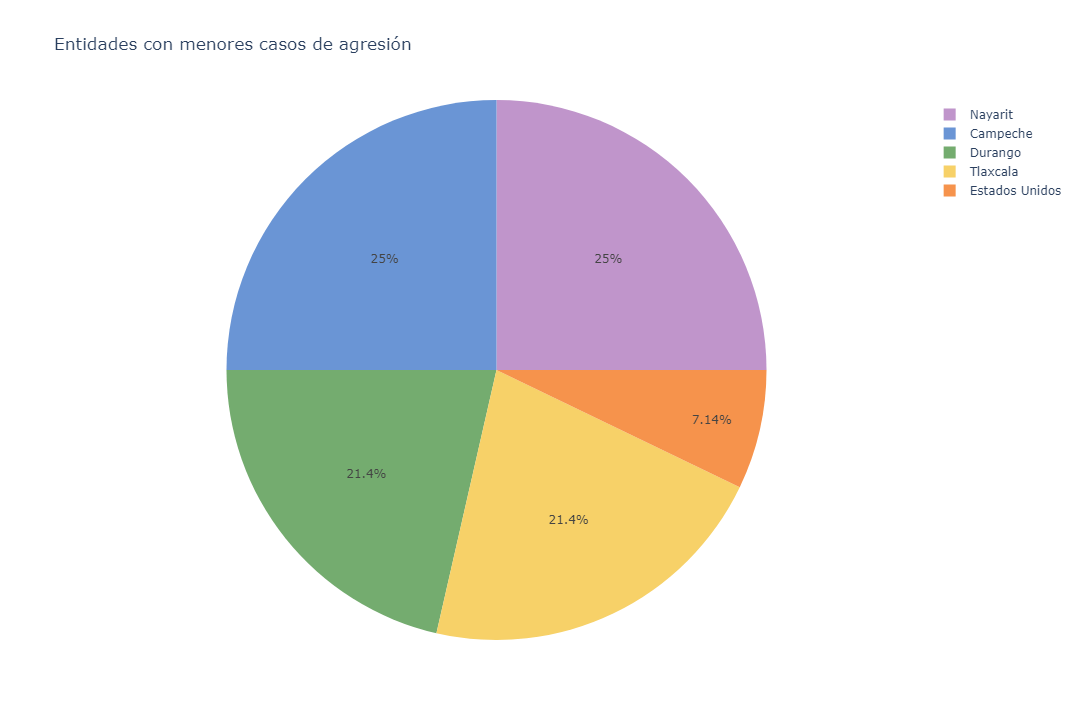 Entidades con menores casos de agresión
Nayarit
Campeche
Durango
Tlaxcala
Estados Unidos
25%
25%
7.14%
21.4%
21.4%